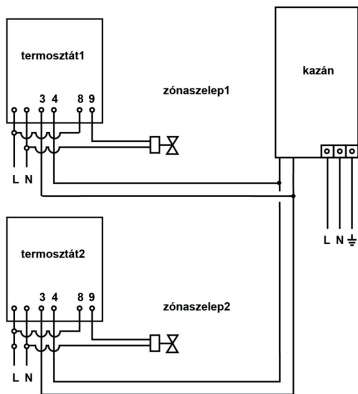 termosztát1
kazán
3 4 8 9
zónaszelep1
L N
L N
termosztát2
3 4 8 9
zónaszelep2
L N